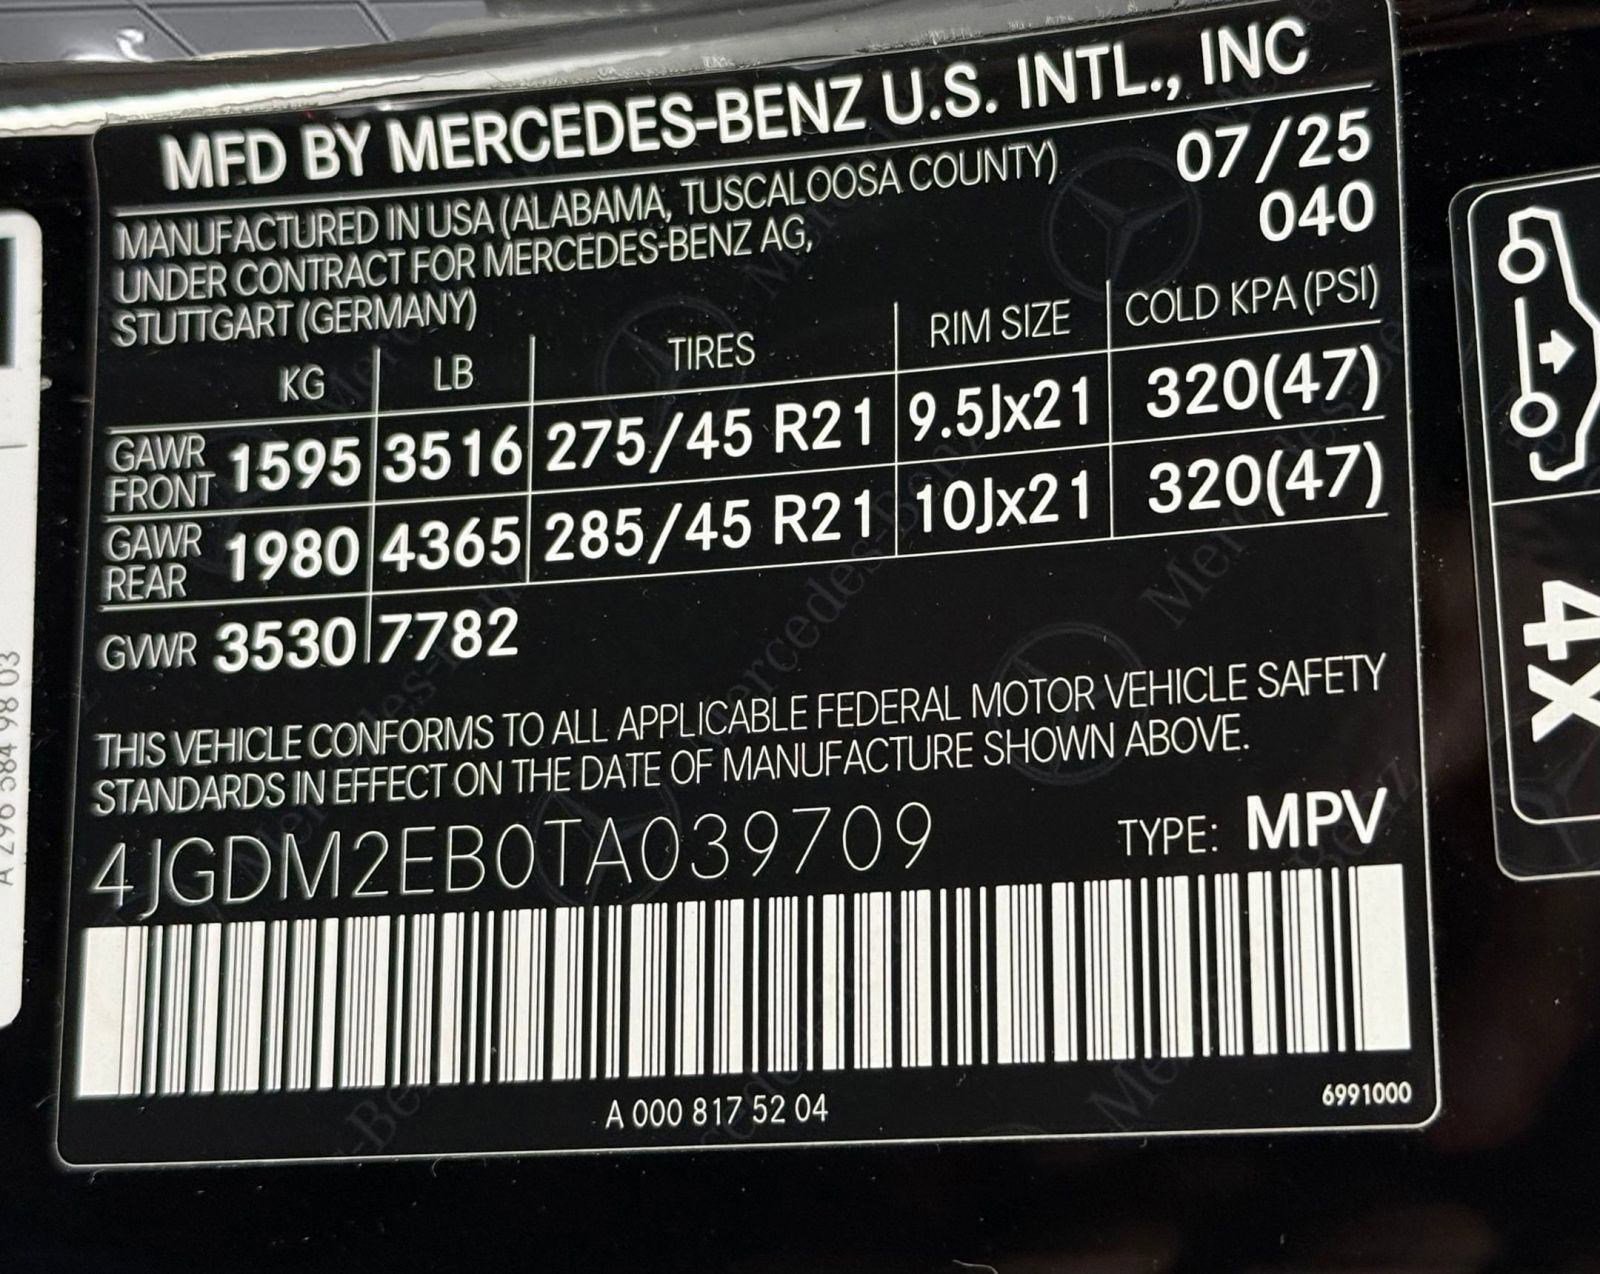 MFD BY MERCEDES-BENZ U.S. INTL., INC
MANUFACTURED IN USA (ALABAMA, TUSCALOOSA COUNTY) 07/25
UNDER CONTRACT FOR MERCEDES-BENZ AG, 040
STUTTGART (GERMANY)
KG LB TIRES RIM SIZE COLD KPA (PSI)
GAWR FRONT 1595 3516 275/45 R21 9.5Jx21 320(47)
GAWR REAR 1980 4365 285/45 R21 10Jx21 320(47)
GVWR 3530 7782
THIS VEHICLE CONFORMS TO ALL APPLICABLE FEDERAL MOTOR VEHICLE SAFETY
STANDARDS IN EFFECT ON THE DATE OF MANUFACTURE SHOWN ABOVE.
4JGDM2EB0TA039709 TYPE: MPV
A 000 817 52 04 6991000
A 296 584 98 03
4X